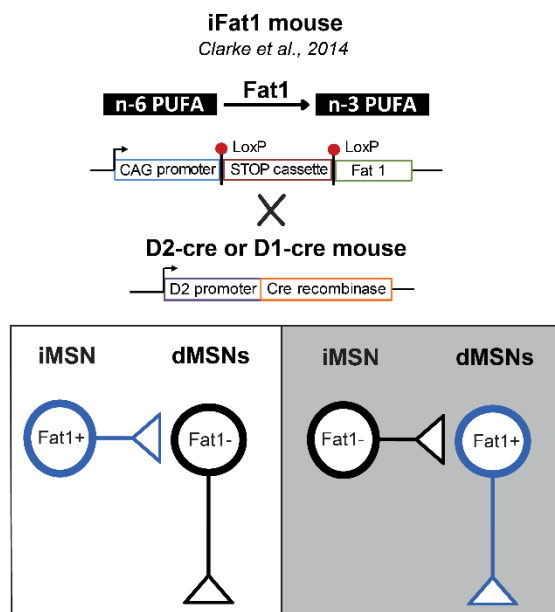 iFat1 mouse
Clarke et al., 2014
n-6 PUFA Fat1 n-3 PUFA
LoxP LoxP
CAG promoter STOP cassette Fat 1
D2-cre or D1-cre mouse
D2 promoter Cre recombinase
iMSN dMSNs iMSN dMSNs
Fat1+ Fat1- Fat1- Fat1+